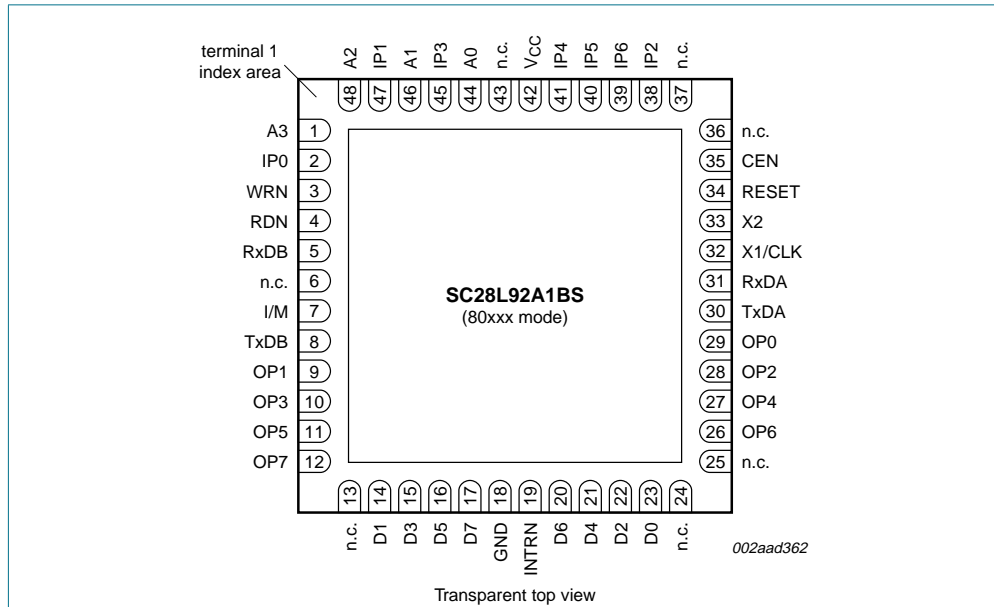 terminal 1
index area
A2
IP1
A1
IP3
A0
n.c.
VCC
IP4
IP5
IP6
IP2
n.c.
48
47
46
45
44
43
42
41
40
39
38
37
A3 1
IP0 2
WRN 3
RDN 4
RxDB 5
n.c. 6
I/M 7
TxDB 8
OP1 9
OP3 10
OP5 11
OP7 12
SC28L92A1BS
(80xxx mode)
36 n.c.
35 CEN
34 RESET
33 X2
32 X1/CLK
31 RxDA
30 TxDA
29 OP0
28 OP2
27 OP4
26 OP6
25 n.c.
13
14
15
16
17
18
19
20
21
22
23
24
n.c.
D1
D3
D5
D7
GND
INTRN
D6
D4
D2
D0
n.c.
002aad362
Transparent top view